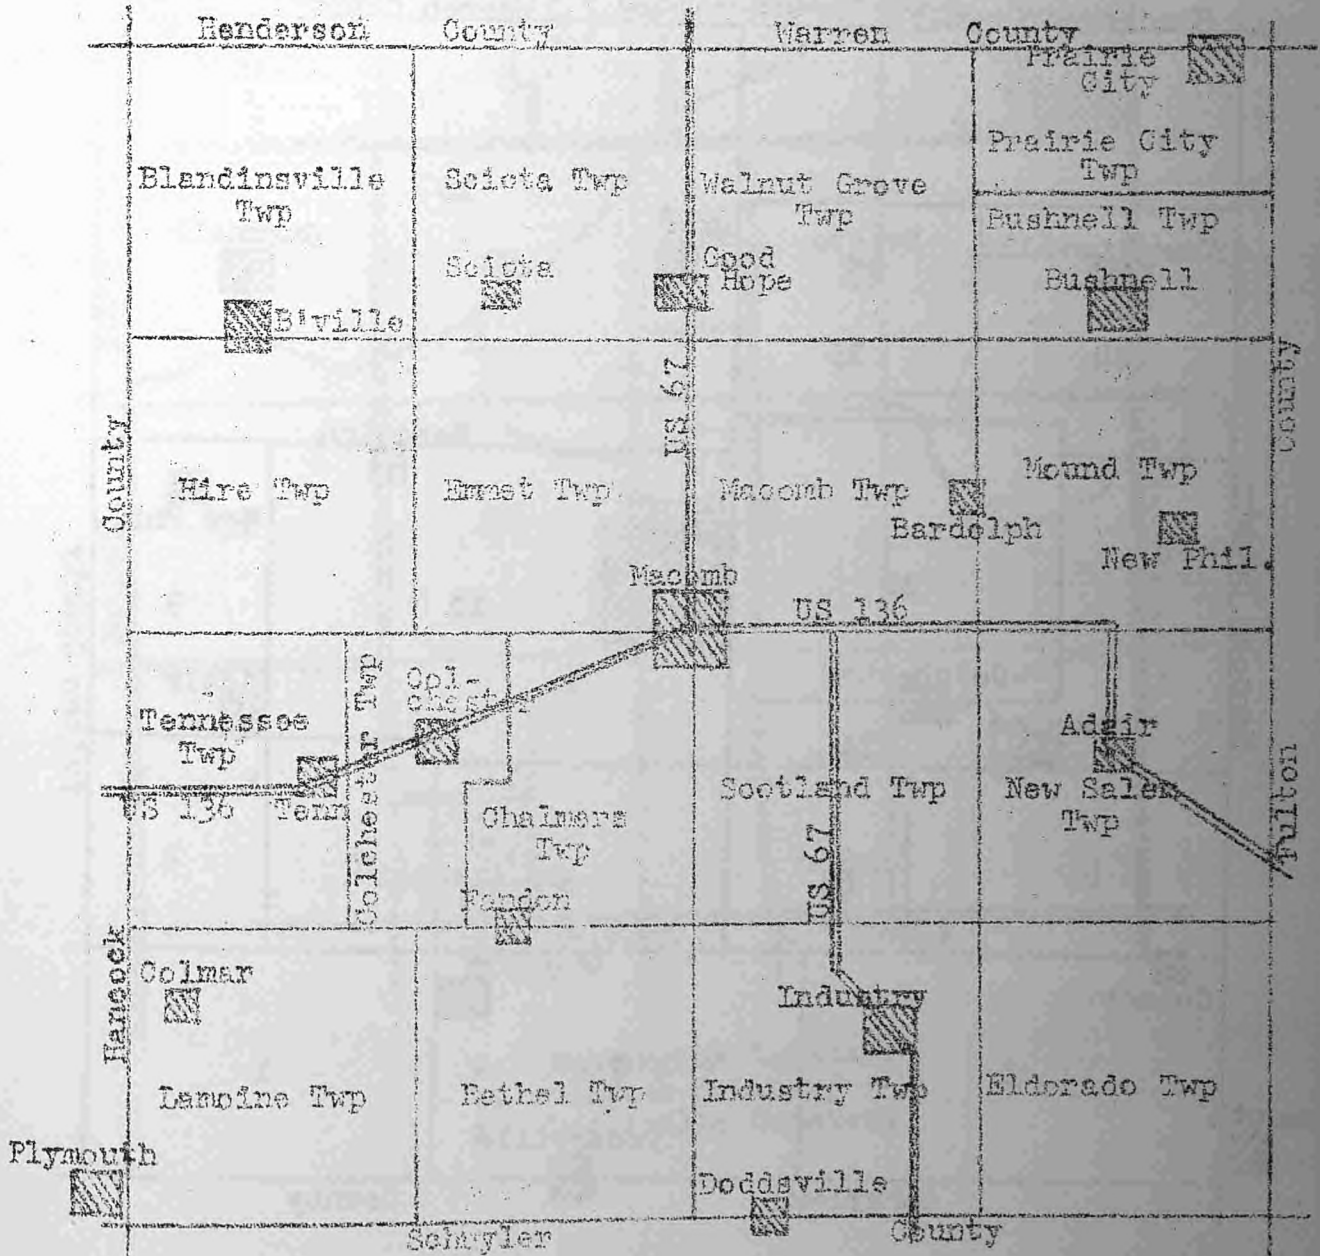 Henderson County Warren County
Prairie
City
Prairie City
Twp
Blandinsville
Twp
Sciota Twp
Walnut Grove
Twp
Bushnell Twp
Sciota
Good
Hope
Bushnell
B'ville
US 67
County
County
Hire Twp
Emmet Twp
Macomb Twp
Mound Twp
Bardolph
New Phil.
Macomb
US 136
Tennessee
Twp
Colchester Twp
Col-
chester
Adair
US 136
Tenn
Chalmers
Twp
Scotland Twp
New Salem
Twp
US 67
Fulton
Fandon
Hancock
Colmar
Industry
Lamoine Twp
Bethel Twp
Industry Twp
Eldorado Twp
Plymouth
Doddsville
Schuyler County